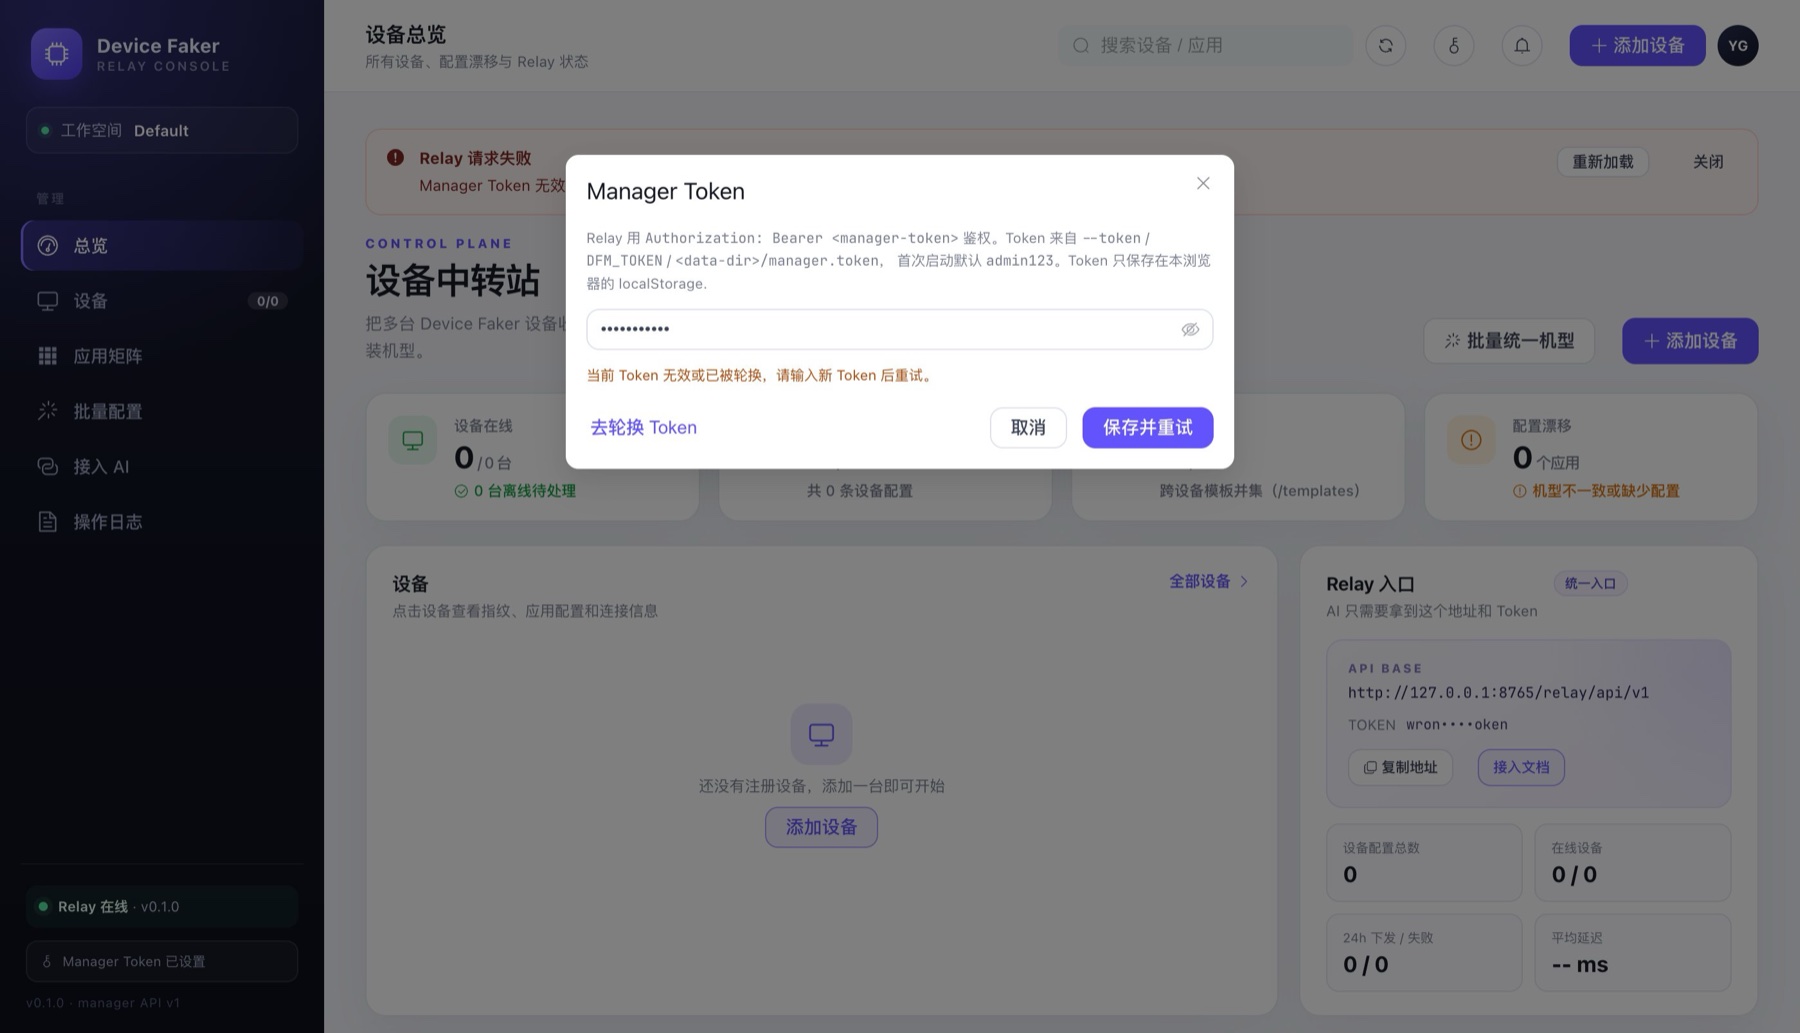 Device Faker
RELAY CONSOLE
工作空间 Default
管理
总览
设备 0/0
应用矩阵
批量配置
接入 AI
操作日志
Relay 在线 · v0.1.0
Manager Token 已设置
v0.1.0 · manager API v1
设备总览
所有设备、配置漂移与 Relay 状态
搜索设备 / 应用
添加设备
YG
Relay 请求失败
Manager Token 无效
重新加载
关闭
CONTROL PLANE
设备中转站
把多台 Device Faker 设备
装机型。
批量统一机型
添加设备
Manager Token
Relay 用 Authorization: Bearer <manager-token> 鉴权。Token 来自 --token /
DFM_TOKEN / <data-dir>/manager.token， 首次启动默认 admin123。Token 只保存在本浏览
器的 localStorage.
•••••••••••
当前 Token 无效或已被轮换，请输入新 Token 后重试。
去轮换 Token
取消
保存并重试
设备在线
0 / 0 台
0 台离线待处理
共 0 条设备配置
跨设备模板并集（/templates）
配置漂移
0 个应用
机型不一致或缺少配置
设备
点击设备查看指纹、应用配置和连接信息
全部设备
还没有注册设备，添加一台即可开始
添加设备
Relay 入口
统一入口
AI 只需要拿到这个地址和 Token
API BASE
http://127.0.0.1:8765/relay/api/v1
TOKEN wron••••oken
复制地址
接入文档
设备配置总数
0
在线设备
0 / 0
24h 下发 / 失败
0 / 0
平均延迟
-- ms